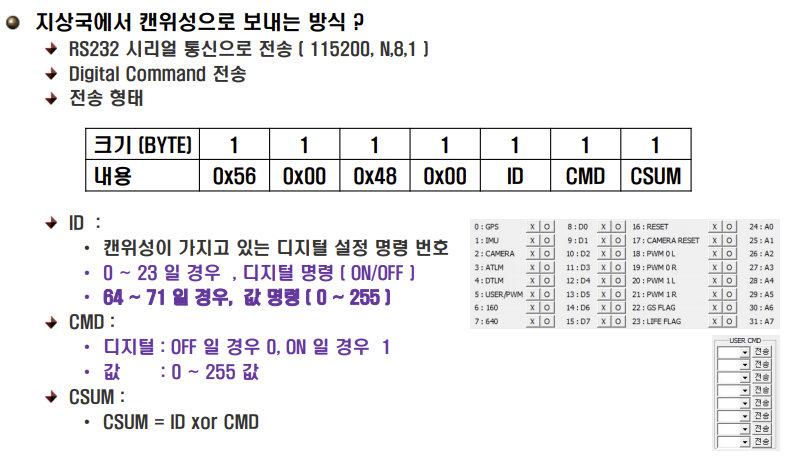 지상국에서 캔위성으로 보내는 방식 ?
RS232 시리얼 통신으로 전송 ( 115200, N,8,1 )
Digital Command 전송
전송 형태
크기 (BYTE) 1 1 1 1 1 1 1
내용 0x56 0x00 0x48 0x00 ID CMD CSUM
ID :
• 캔위성이 가지고 있는 디지털 설정 명령 번호
• 0 ~ 23 일 경우 , 디지털 명령 ( ON/OFF )
• 64 ~ 71 일 경우, 값 명령 ( 0 ~ 255 )
CMD :
• 디지털 : OFF 일 경우 0, ON 일 경우 1
• 값 : 0 ~ 255 값
CSUM :
• CSUM = ID xor CMD
0 : GPS X O 8 : D0 X O 16 : RESET X O 24 : A0
1 : IMU X O 9 : D1 X O 17 : CAMERA RESET X O 25 : A1
2 : CAMERA X O 10 : D2 X O 18 : PWM 0 L X O 26 : A2
3 : ATLM X O 11 : D3 X O 19 : PWM 0 R X O 27 : A3
4 : DTLM X O 12 : D4 X O 20 : PWM 1 L X O 28 : A4
5 : USER/PWM X O 13 : D5 X O 21 : PWM 1 R X O 29 : A5
6 : 160 X O 14 : D6 X O 22 : GS FLAG X O 30 : A6
7 : 640 X O 15 : D7 X O 23 : LIFE FLAG X O 31 : A7
USER CMD
전송
전송
전송
전송
전송
전송
전송
전송